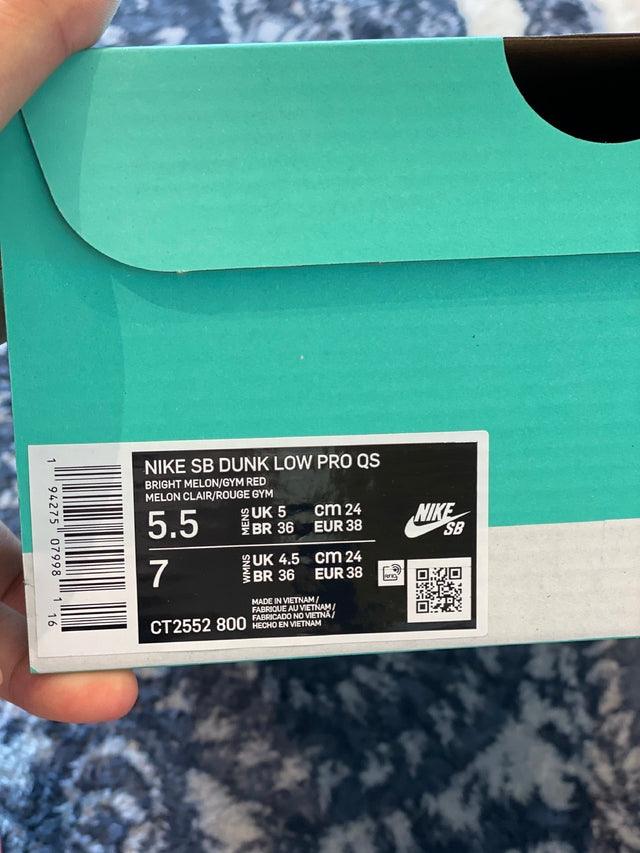 NIKE SB DUNK LOW PRO QS
BRIGHT MELON/GYM RED
MELON CLAIR/ROUGE GYM
5.5 MENS UK 5 cm 24
BR 36 EUR 38
7 WMNS UK 4.5 cm 24
BR 36 EUR 38
CT2552 800
MADE IN VIETNAM /
FABRIQUE AU VIETNAM /
FABRICADO NO VIETNÃ /
HECHO EN VIETNAM
NIKE
SB
RFID
1 94275 07998 1 16